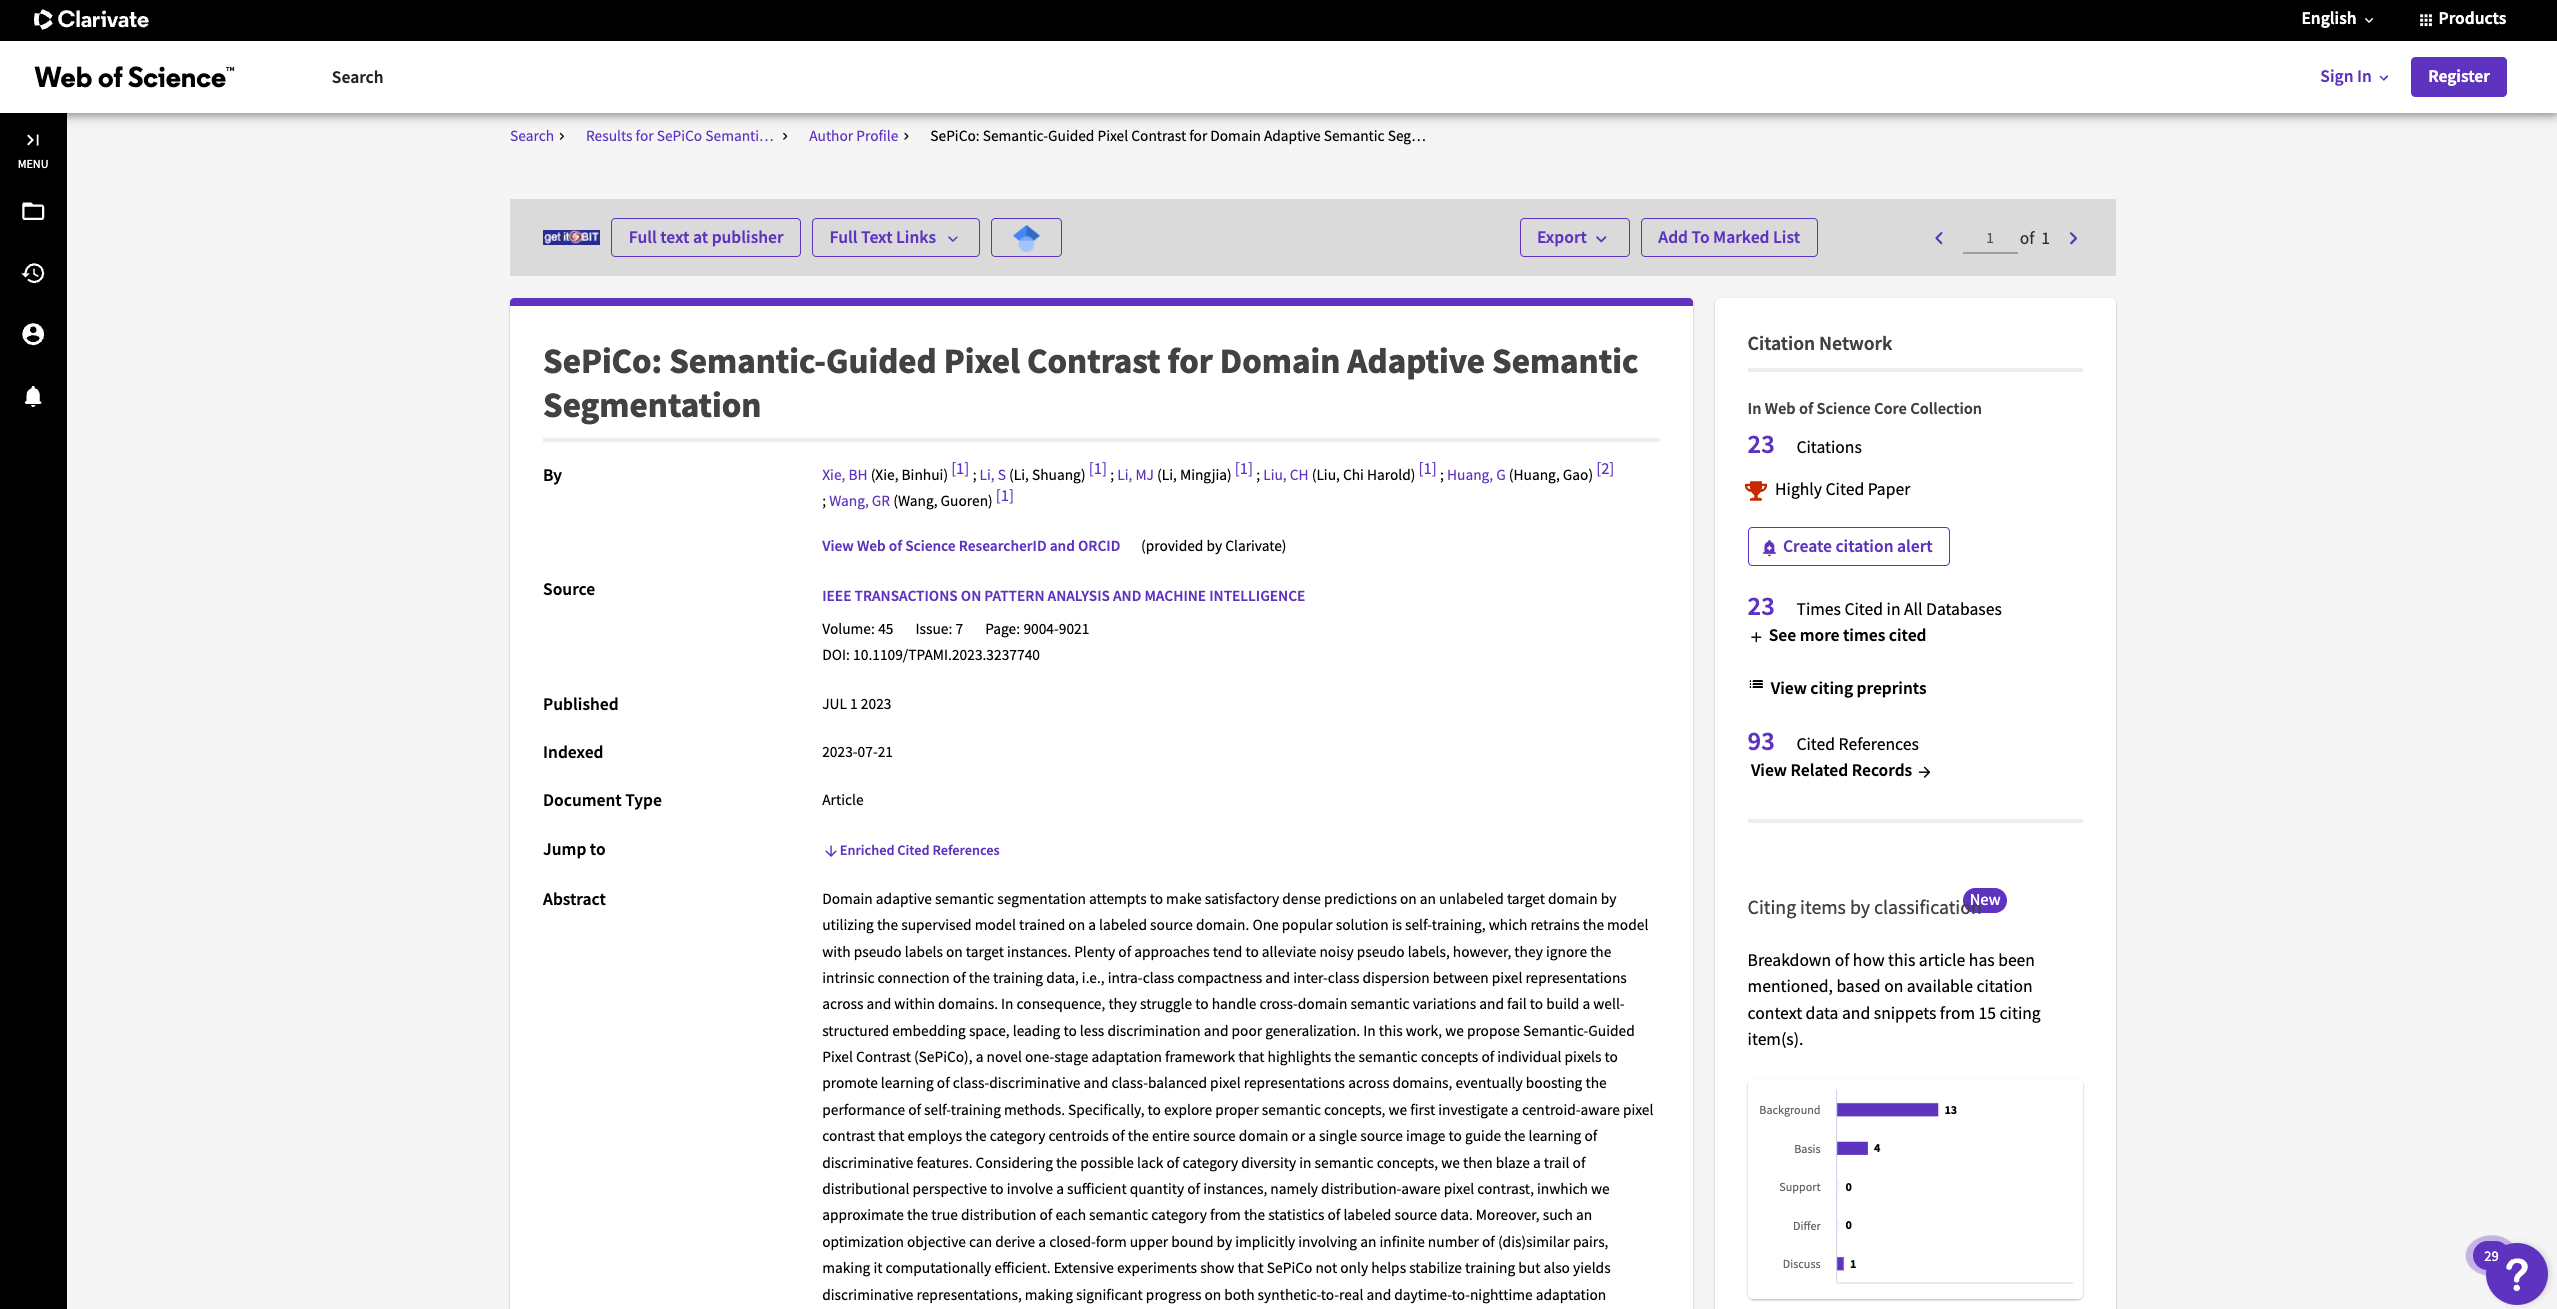 Clarivate
English
Products
Web of Science™
Search
Sign In
Register
MENU
Search > Results for SePiCo Semanti... > Author Profile > SePiCo: Semantic-Guided Pixel Contrast for Domain Adaptive Semantic Seg...
get it@BIT
Full text at publisher
Full Text Links
Export
Add To Marked List
1 of 1
SePiCo: Semantic-Guided Pixel Contrast for Domain Adaptive Semantic
Segmentation
By
Xie, BH (Xie, Binhui) [1] ; Li, S (Li, Shuang) [1] ; Li, MJ (Li, Mingjia) [1] ; Liu, CH (Liu, Chi Harold) [1] ; Huang, G (Huang, Gao) [2]
; Wang, GR (Wang, Guoren) [1]
View Web of Science ResearcherID and ORCID (provided by Clarivate)
Source
IEEE TRANSACTIONS ON PATTERN ANALYSIS AND MACHINE INTELLIGENCE
Volume: 45 Issue: 7 Page: 9004-9021
DOI: 10.1109/TPAMI.2023.3237740
Published
JUL 1 2023
Indexed
2023-07-21
Document Type
Article
Jump to
Enriched Cited References
Abstract
Domain adaptive semantic segmentation attempts to make satisfactory dense predictions on an unlabeled target domain by
utilizing the supervised model trained on a labeled source domain. One popular solution is self-training, which retrains the model
with pseudo labels on target instances. Plenty of approaches tend to alleviate noisy pseudo labels, however, they ignore the
intrinsic connection of the training data, i.e., intra-class compactness and inter-class dispersion between pixel representations
across and within domains. In consequence, they struggle to handle cross-domain semantic variations and fail to build a well-
structured embedding space, leading to less discrimination and poor generalization. In this work, we propose Semantic-Guided
Pixel Contrast (SePiCo), a novel one-stage adaptation framework that highlights the semantic concepts of individual pixels to
promote learning of class-discriminative and class-balanced pixel representations across domains, eventually boosting the
performance of self-training methods. Specifically, to explore proper semantic concepts, we first investigate a centroid-aware pixel
contrast that employs the category centroids of the entire source domain or a single source image to guide the learning of
discriminative features. Considering the possible lack of category diversity in semantic concepts, we then blaze a trail of
distributional perspective to involve a sufficient quantity of instances, namely distribution-aware pixel contrast, inwhich we
approximate the true distribution of each semantic category from the statistics of labeled source data. Moreover, such an
optimization objective can derive a closed-form upper bound by implicitly involving an infinite number of (dis)similar pairs,
making it computationally efficient. Extensive experiments show that SePiCo not only helps stabilize training but also yields
discriminative representations, making significant progress on both synthetic-to-real and daytime-to-nighttime adaptation
Citation Network
In Web of Science Core Collection
23 Citations
Highly Cited Paper
Create citation alert
23 Times Cited in All Databases
+ See more times cited
View citing preprints
93 Cited References
View Related Records →
Citing items by classification New
Breakdown of how this article has been
mentioned, based on available citation
context data and snippets from 15 citing
item(s).
Background 13
Basis 4
Support 0
Differ 0
Discuss 1
29
?